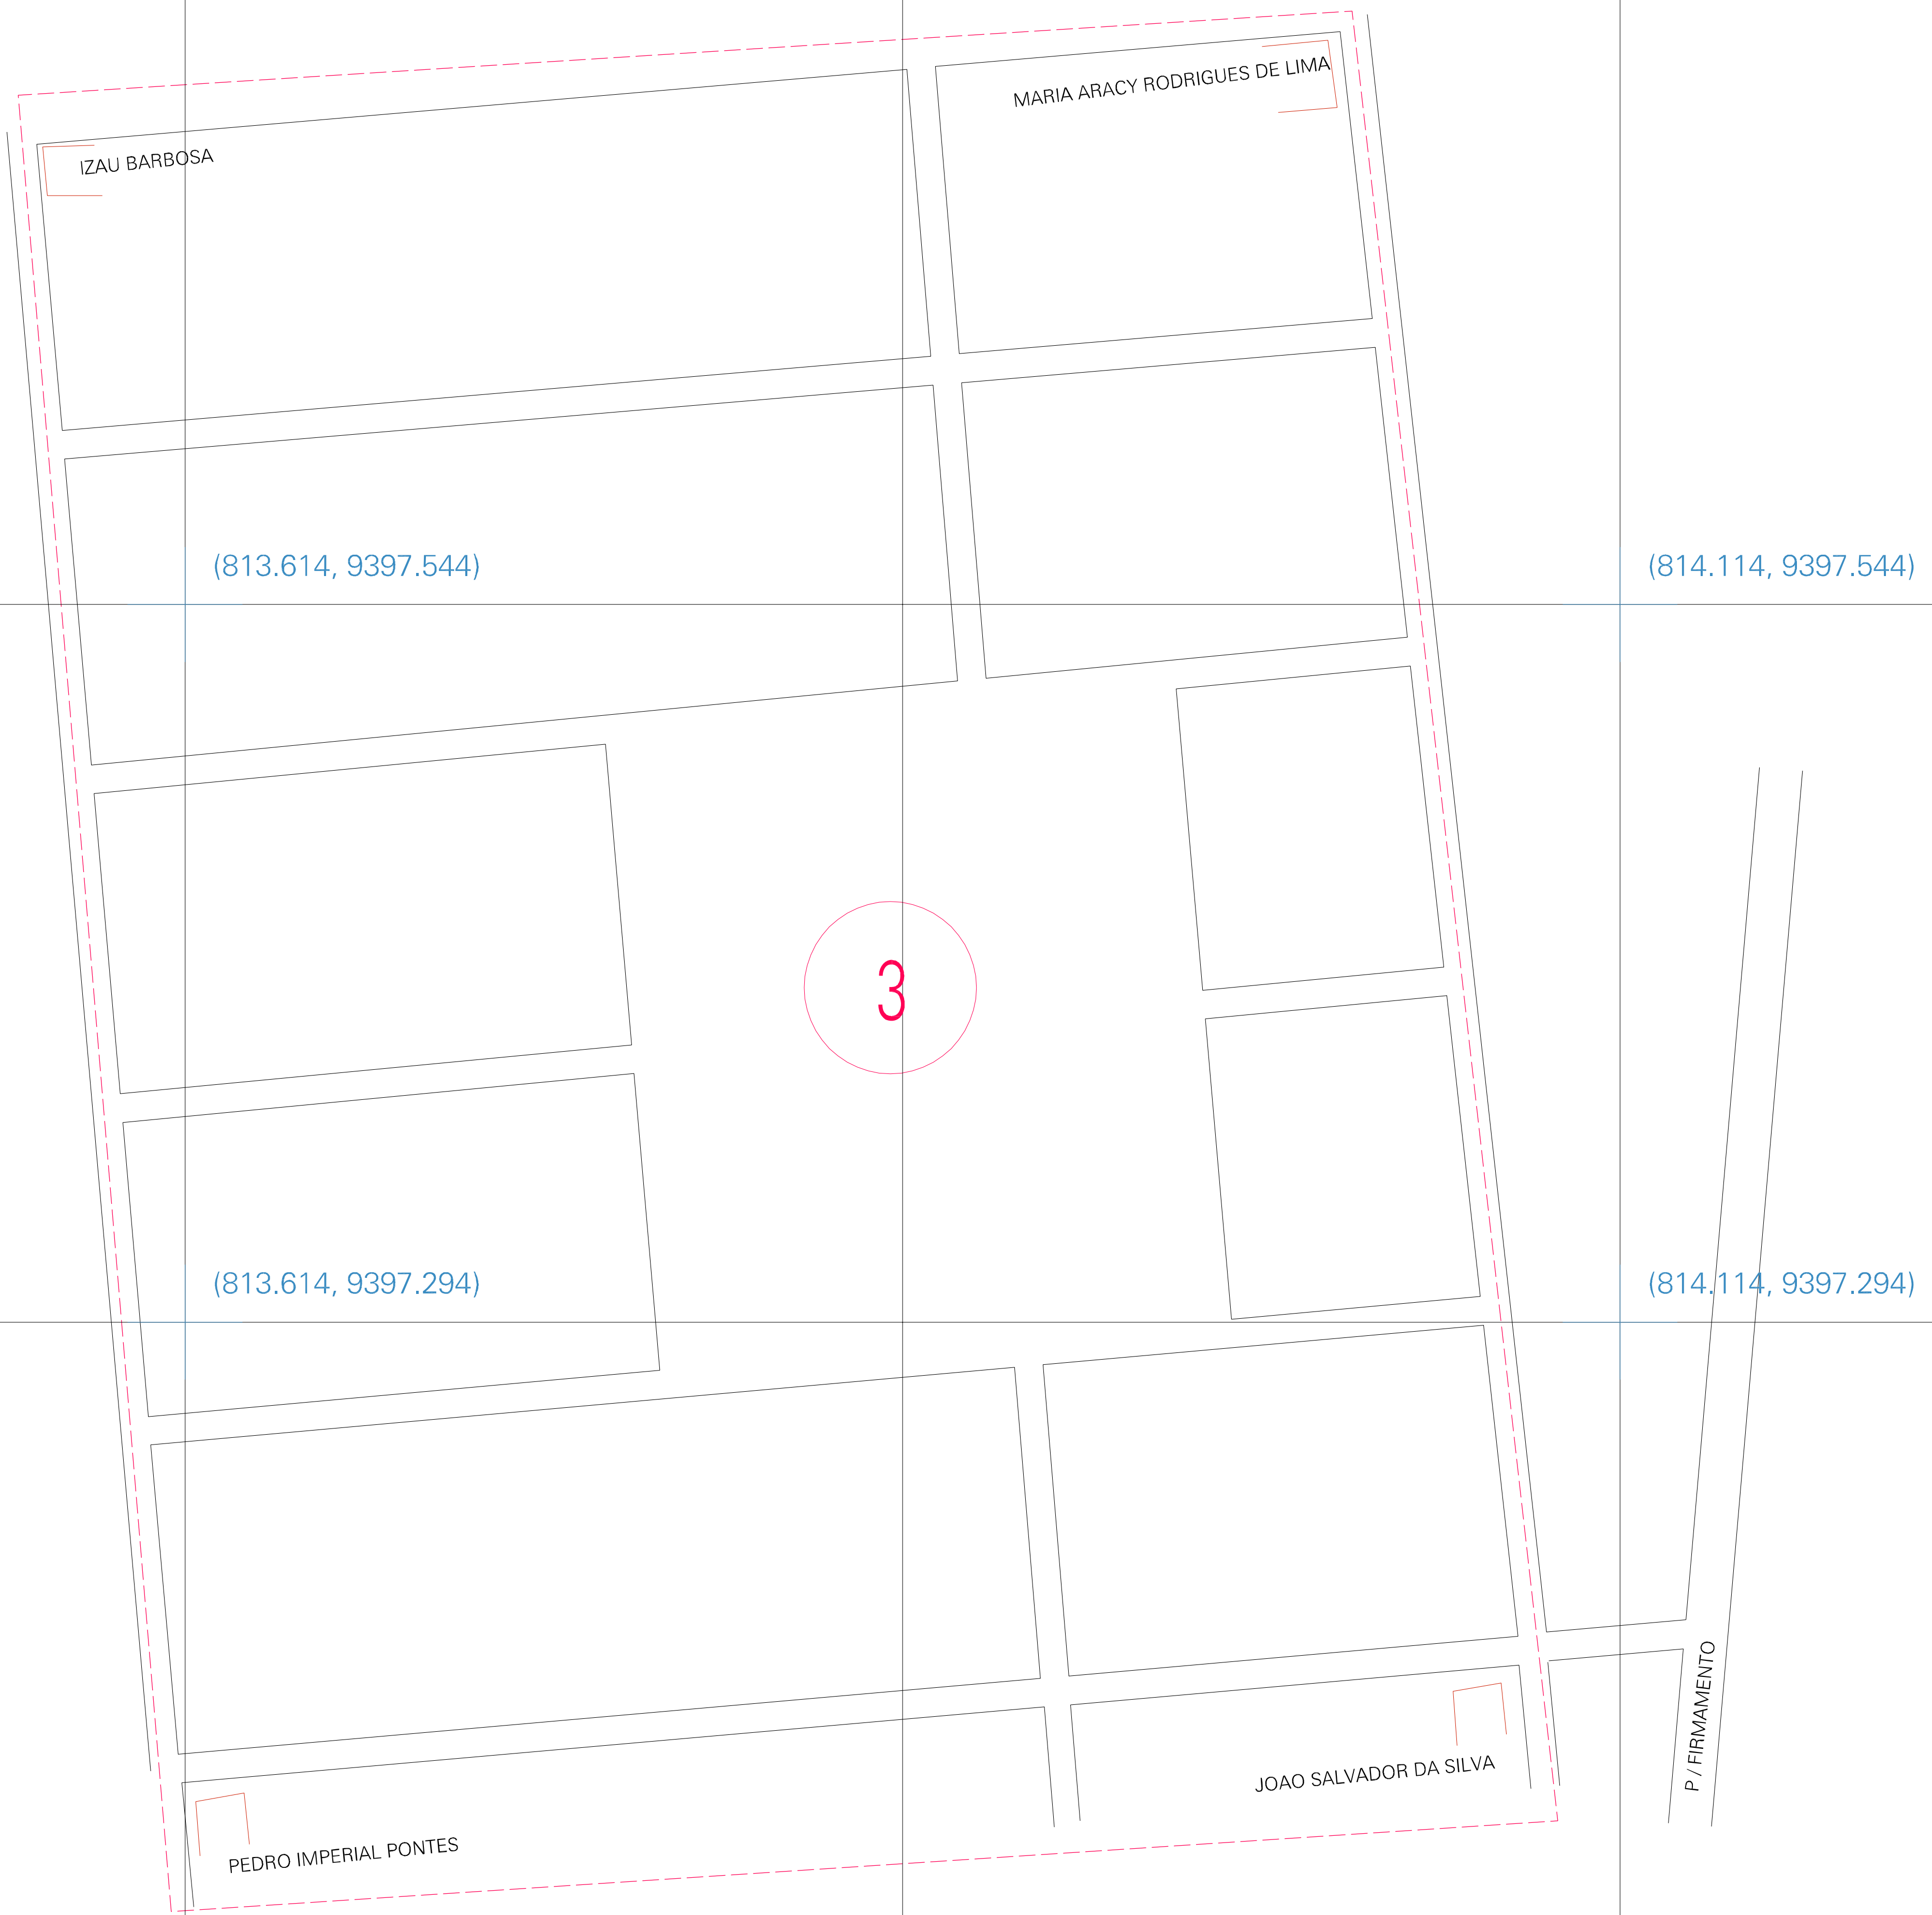 MARIA ARACY RODRIGUES DE LIMA
IZAU BARBOSA
(813.614, 9397.544)
(814.114, 9397.544)
3
(813.614, 9397.294)
(814.114, 9397.294)
P / FIRMAMENTO
JOAO SALVADOR DA SILVA
PEDRO IMPERIAL PONTES